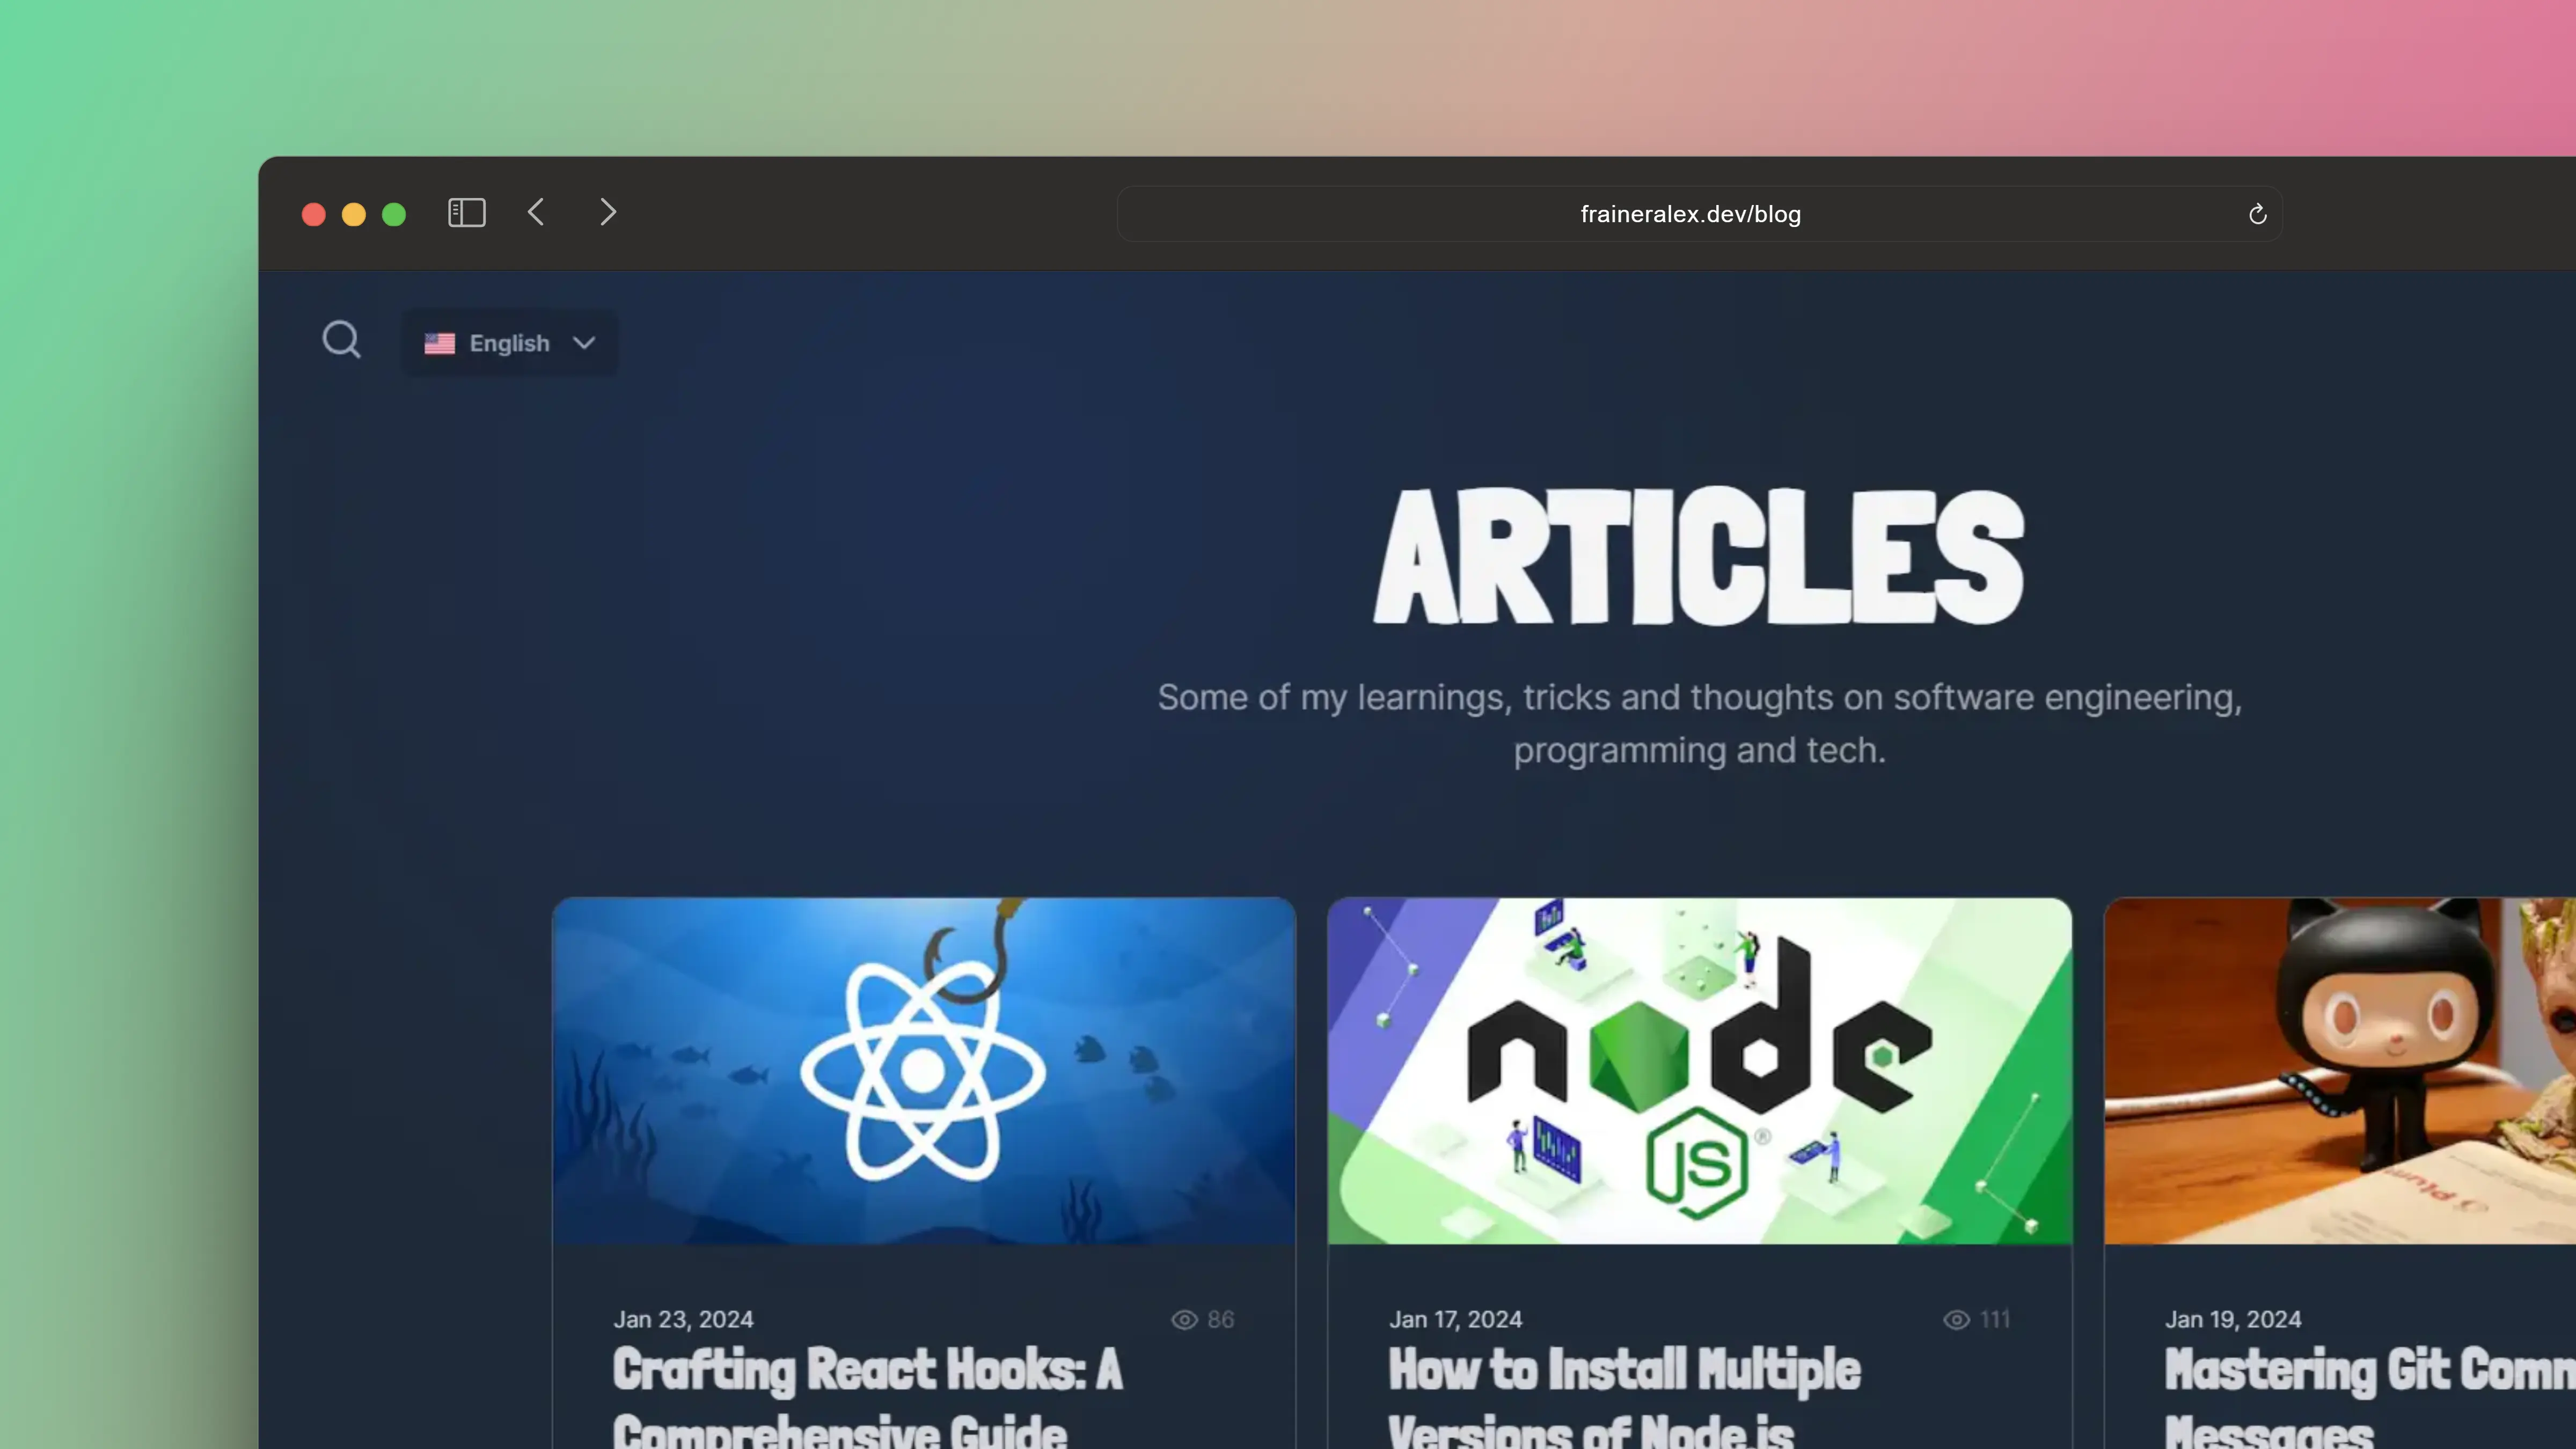 fraineralex.dev/blog
English
ARTICLES
Some of my learnings, tricks and thoughts on software engineering,
programming and tech.
node
JS
®
Plum
Jan 23, 2024
86
Crafting React Hooks: A
Comprehensive Guide
Jan 17, 2024
111
How to Install Multiple
Versions of Node.js
Jan 19, 2024
Mastering Git Comm
Messages